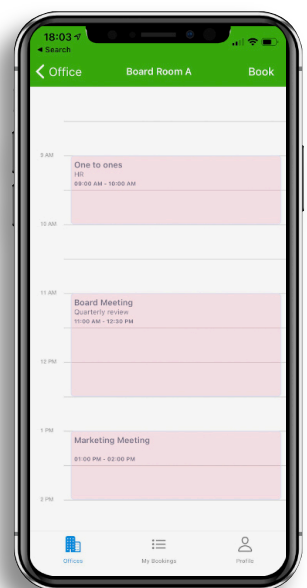 18:03
Search
Office
Board Room A
Book
9 AM
One to ones
HR
09:00 AM - 10:00 AM
10 AM
11 AM
Board Meeting
Quarterly review
11:00 AM - 12:30 PM
12 PM
1 PM
Marketing Meeting
01:00 PM - 02:00 PM
2 PM
Offices
My Bookings
Profile